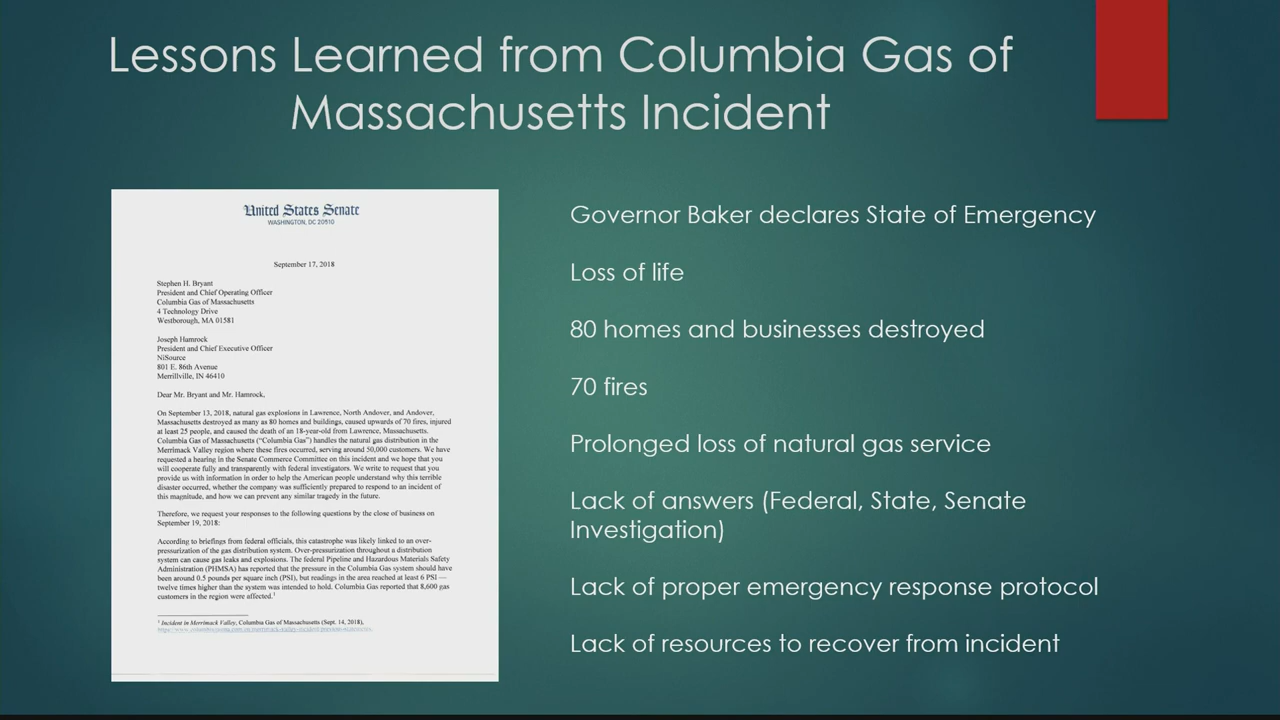 Lessons Learned from Columbia Gas of
Massachusetts Incident
United States Senate
WASHINGTON, DC 20510
September 17, 2018
Stephen H. Bryant
President and Chief Operating Officer
Columbia Gas of Massachusetts
4 Technology Drive
Westborough, MA 01581
Joseph Hamrock
President and Chief Executive Officer
NiSource
801 E. 86th Avenue
Merrillville, IN 46410
Dear Mr. Bryant and Mr. Hamrock,
On September 13, 2018, natural gas explosions in Lawrence, North Andover, and Andover,
Massachusetts destroyed as many as 80 homes and buildings, caused upwards of 70 fires, injured
at least 25 people, and caused the death of an 18-year-old from Lawrence, Massachusetts.
Columbia Gas of Massachusetts (“Columbia Gas”) handles the natural gas distribution in the
Merrimack Valley region where these fires occurred, serving around 50,000 customers. We have
requested a hearing in the Senate Commerce Committee on this incident and we hope that you
will cooperate fully and transparently with federal investigators. We write to request that you
provide us with information in order to help the American people understand why this terrible
disaster occurred, whether the company was sufficiently prepared to respond to an incident of
this magnitude, and how we can prevent any similar tragedy in the future.
Therefore, we request your responses to the following questions by the close of business on
September 19, 2018:
According to briefings from federal officials, this catastrophe was likely linked to an over-
pressurization of the gas distribution system. Over-pressurization throughout a distribution
system can cause gas leaks and explosions. The federal Pipeline and Hazardous Materials Safety
Administration (PHMSA) has reported that the pressure in the Columbia Gas system should have
been around 0.5 pounds per square inch (PSI), but readings in the area reached at least 6 PSI —
twelve times higher than the system was intended to hold. Columbia Gas reported that 8,600 gas
customers in the region were affected.1
1 Incident in Merrimack Valley, Columbia Gas of Massachusetts (Sept. 14, 2018),
Governor Baker declares State of Emergency
Loss of life
80 homes and businesses destroyed
70 fires
Prolonged loss of natural gas service
Lack of answers (Federal, State, Senate
Investigation)
Lack of proper emergency response protocol
Lack of resources to recover from incident